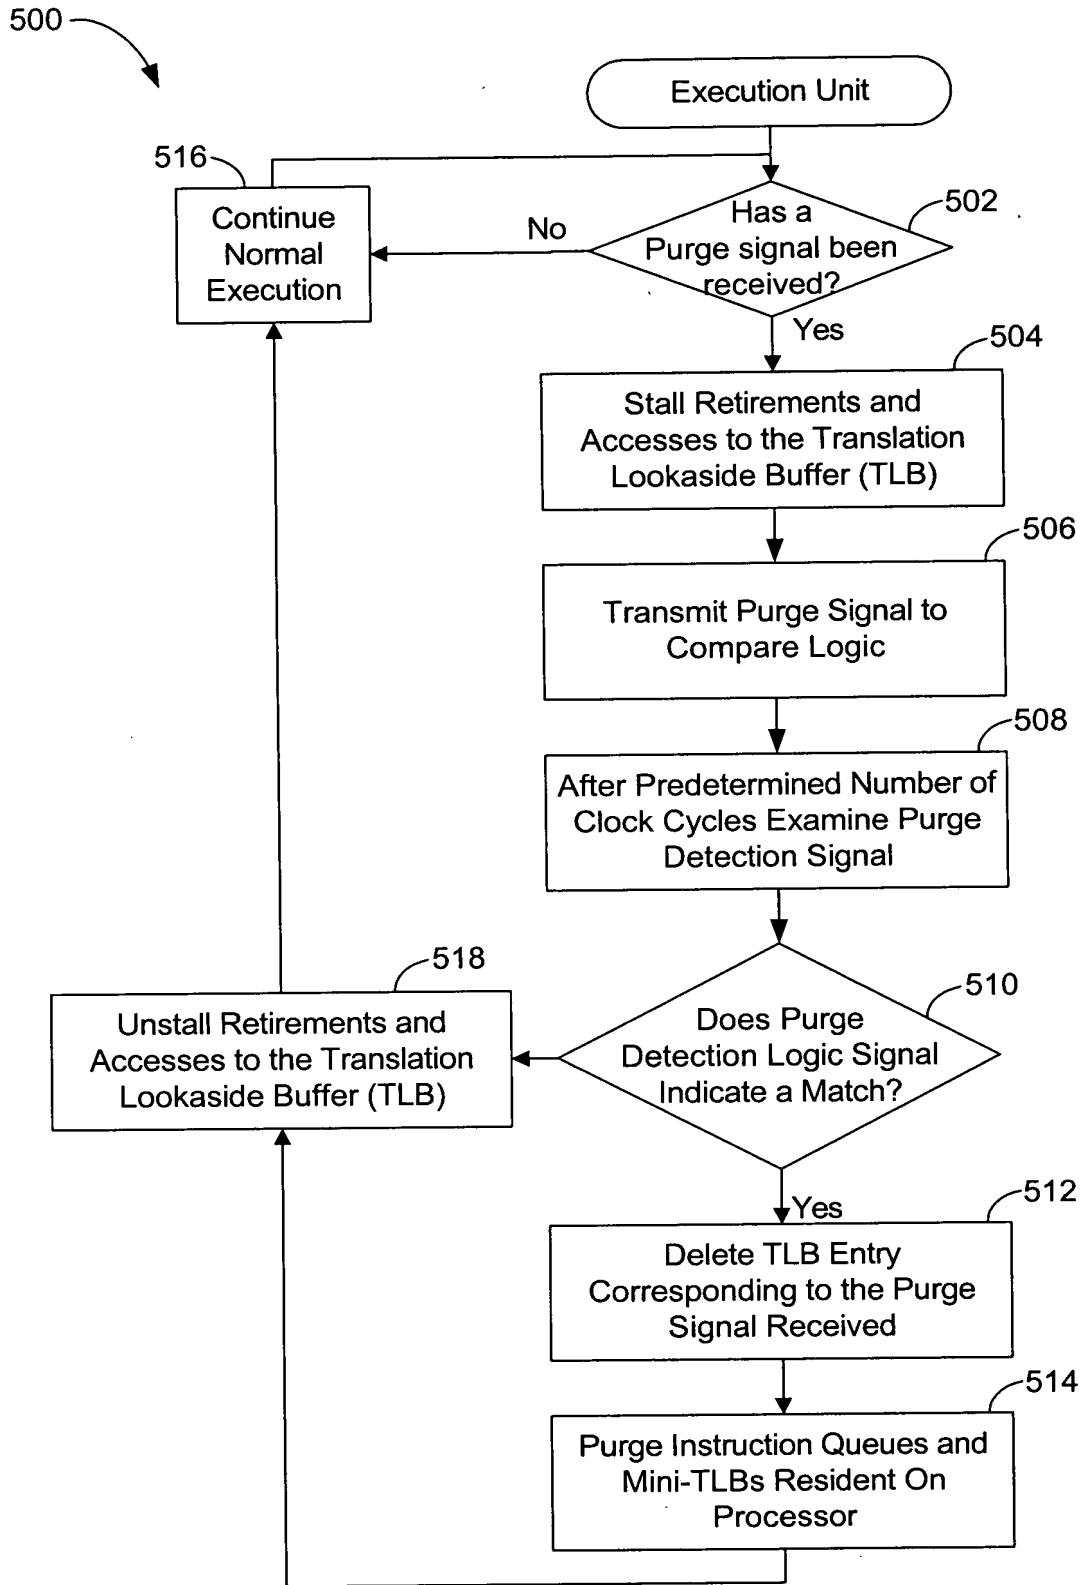 500
Execution Unit
516
Continue
Normal
Execution
No
Has a
Purge signal been
received?
502
Yes
504
Stall Retirements and
Accesses to the Translation
Lookaside Buffer (TLB)
506
Transmit Purge Signal to
Compare Logic
508
After Predetermined Number of
Clock Cycles Examine Purge
Detection Signal
518
Unstall Retirements and
Accesses to the Translation
Lookaside Buffer (TLB)
510
Does Purge
Detection Logic Signal
Indicate a Match?
Yes
512
Delete TLB Entry
Corresponding to the Purge
Signal Received
514
Purge Instruction Queues and
Mini-TLBs Resident On
Processor